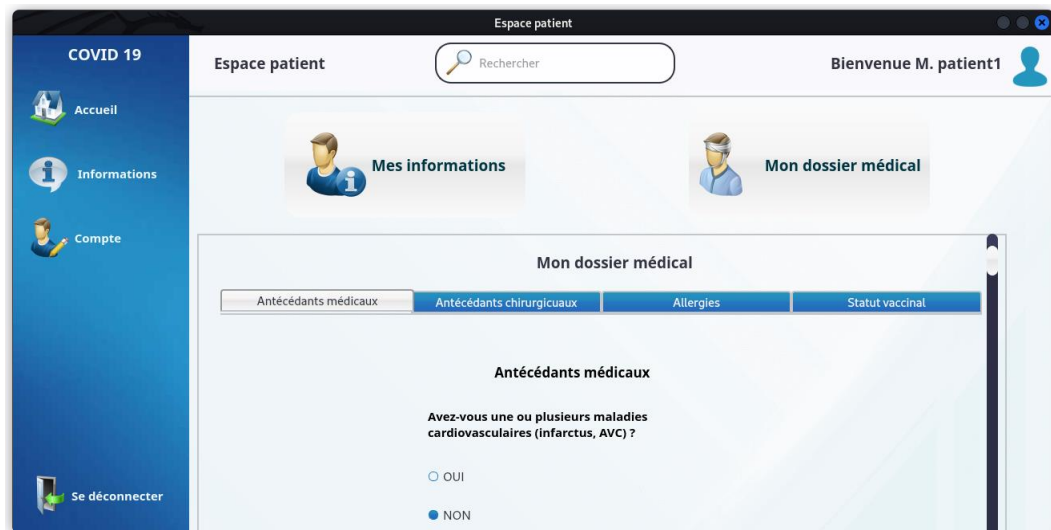 Espace patient
COVID 19
Accueil
Informations
Compte
Se déconnecter
Espace patient
Rechercher
Bienvenue M. patient1
Mes informations
Mon dossier médical
Mon dossier médical
Antécédants médicaux
Antécédants chirurgicuaux
Allergies
Statut vaccinal
Antécédants médicaux
Avez-vous une ou plusieurs maladies
cardiovasculaires (infarctus, AVC) ?
OUI
NON